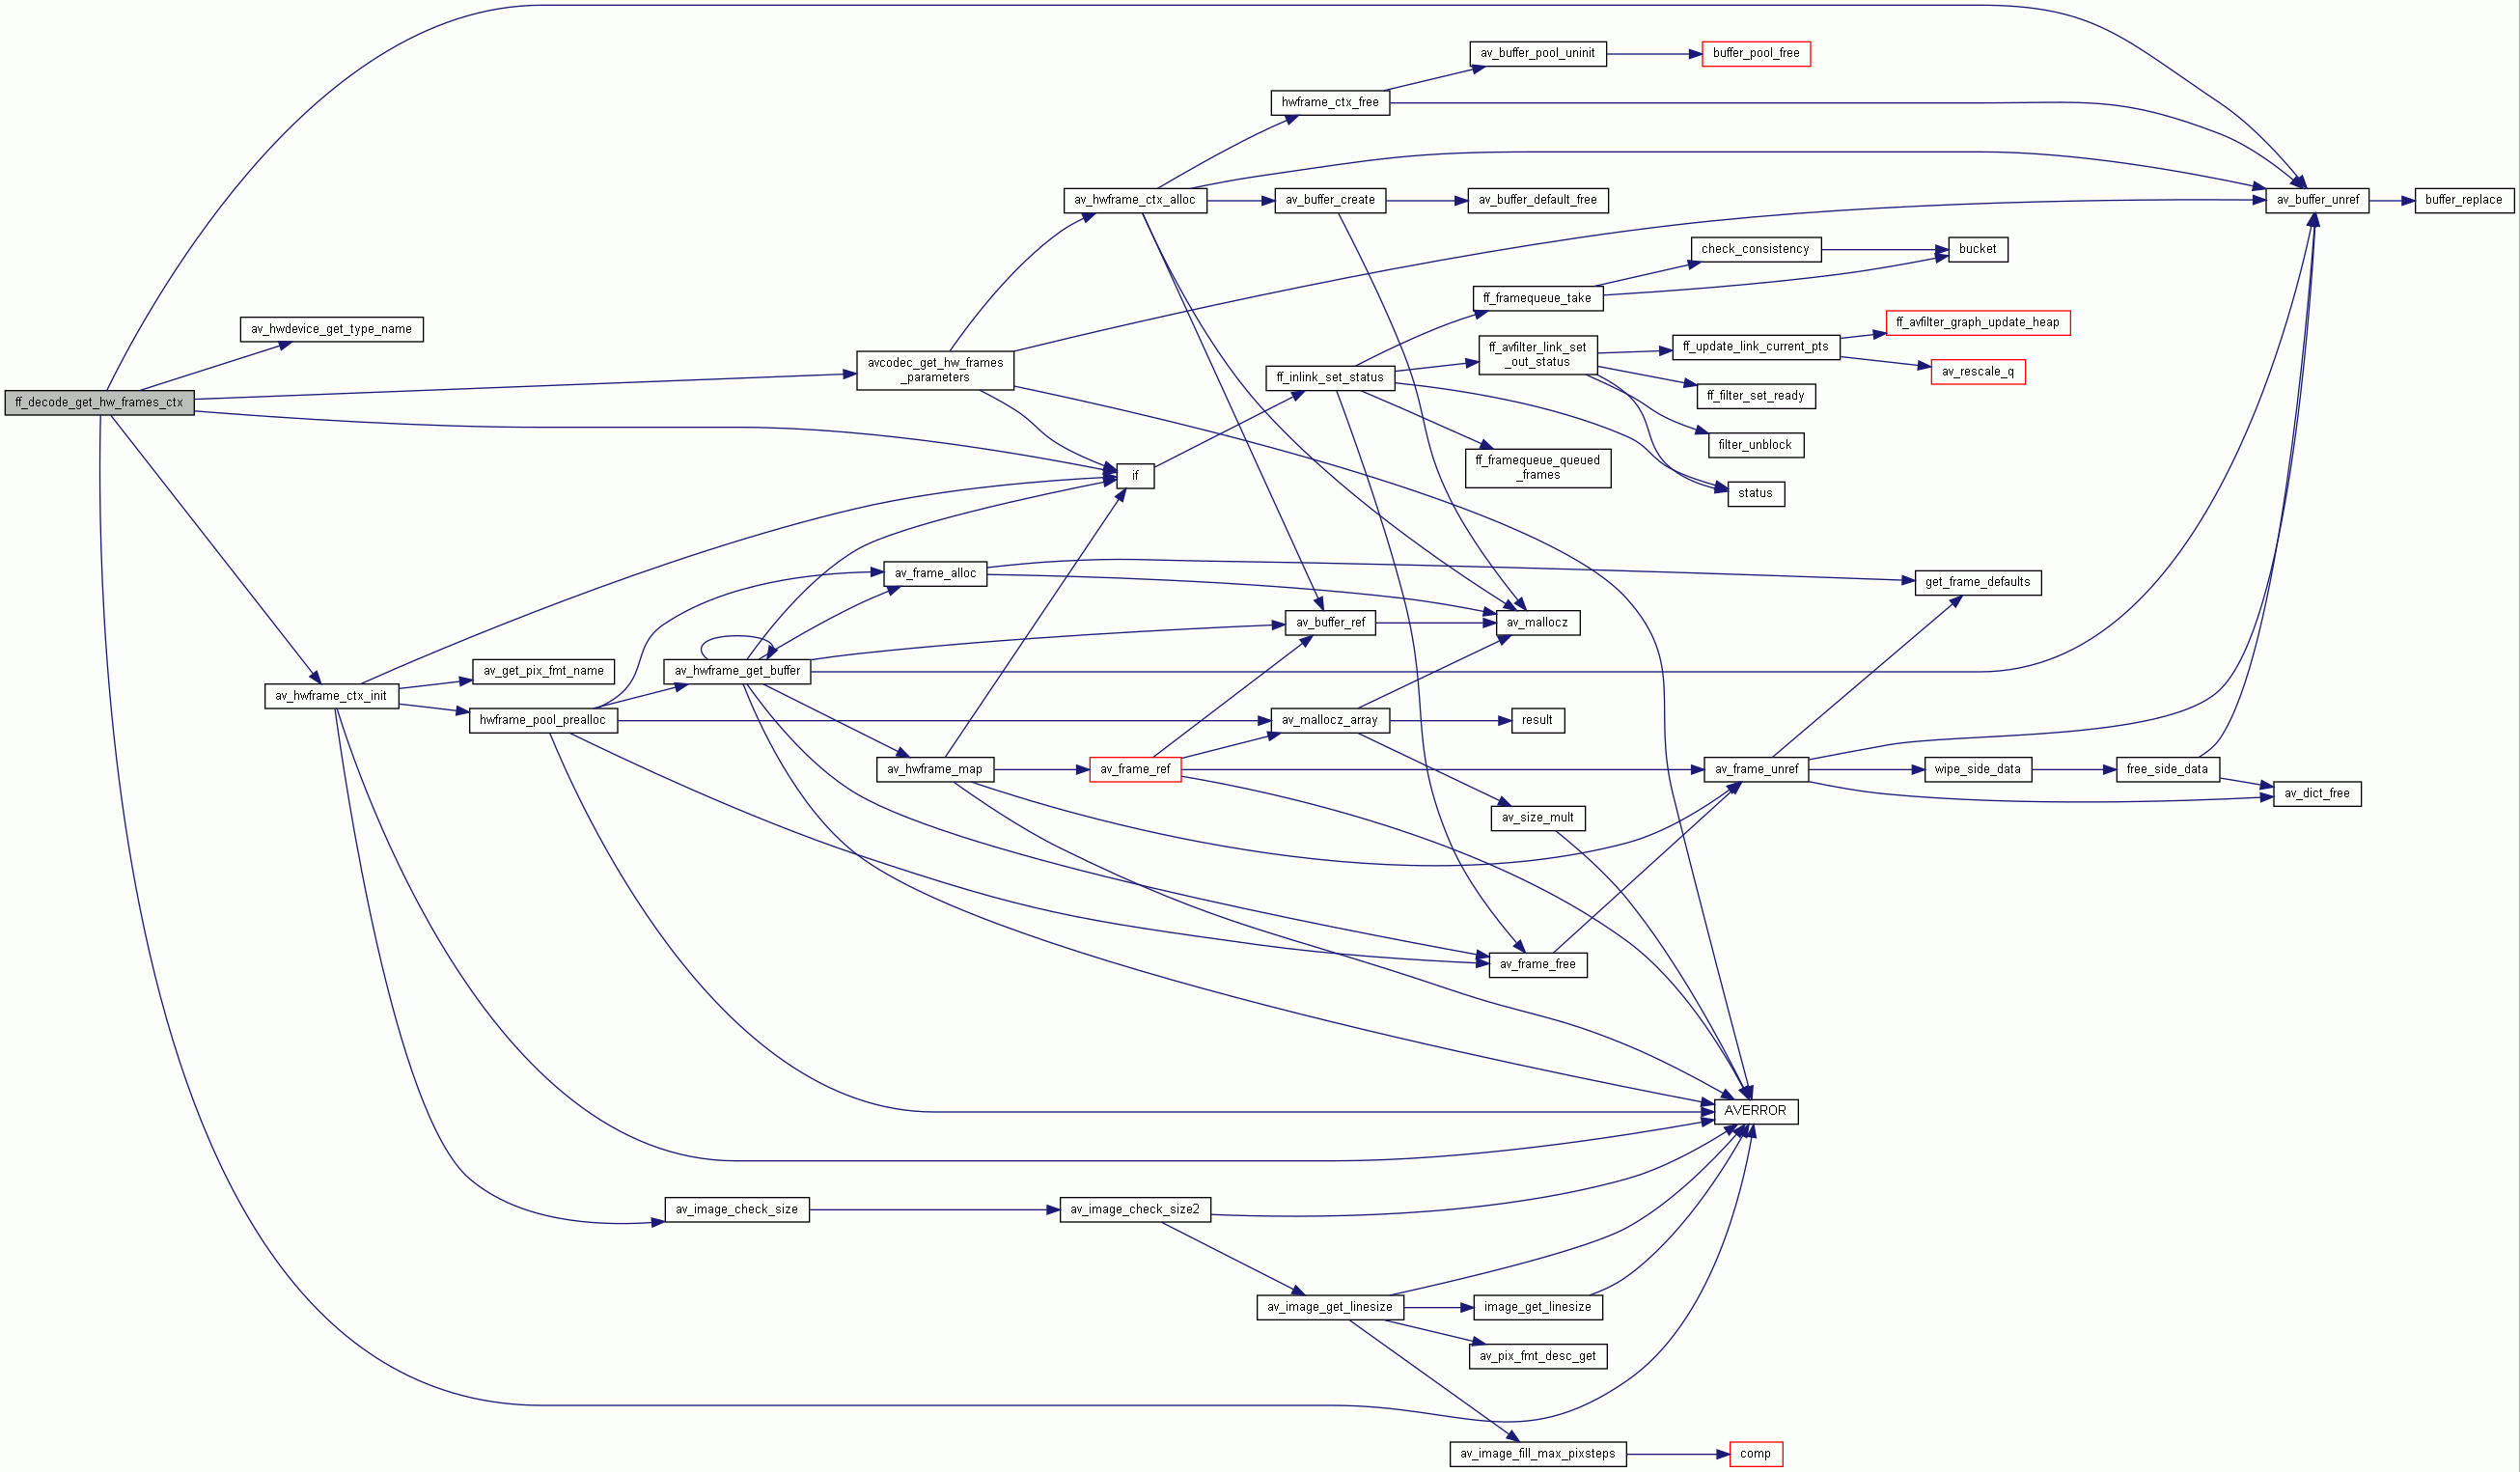 av_buffer_pool_uninit
buffer_pool_free
hwframe_ctx_free
av_hwframe_ctx_alloc
av_buffer_create
av_buffer_default_free
av_buffer_unref
buffer_replace
check_consistency
bucket
ff_framequeue_take
av_hwdevice_get_type_name
ff_avfilter_graph_update_heap
ff_avfilter_link_set
_out_status
ff_update_link_current_pts
avcodec_get_hw_frames
_parameters
ff_inlink_set_status
av_rescale_q
ff_decode_get_hw_frames_ctx
ff_filter_set_ready
filter_unblock
ff_framequeue_queued
_frames
if
status
av_frame_alloc
get_frame_defaults
av_buffer_ref
av_mallocz
av_get_pix_fmt_name
av_hwframe_get_buffer
av_hwframe_ctx_init
hwframe_pool_prealloc
av_mallocz_array
result
av_hwframe_map
av_frame_ref
av_frame_unref
wipe_side_data
free_side_data
av_dict_free
av_size_mult
av_frame_free
AVERROR
av_image_check_size
av_image_check_size2
av_image_get_linesize
image_get_linesize
av_pix_fmt_desc_get
av_image_fill_max_pixsteps
comp